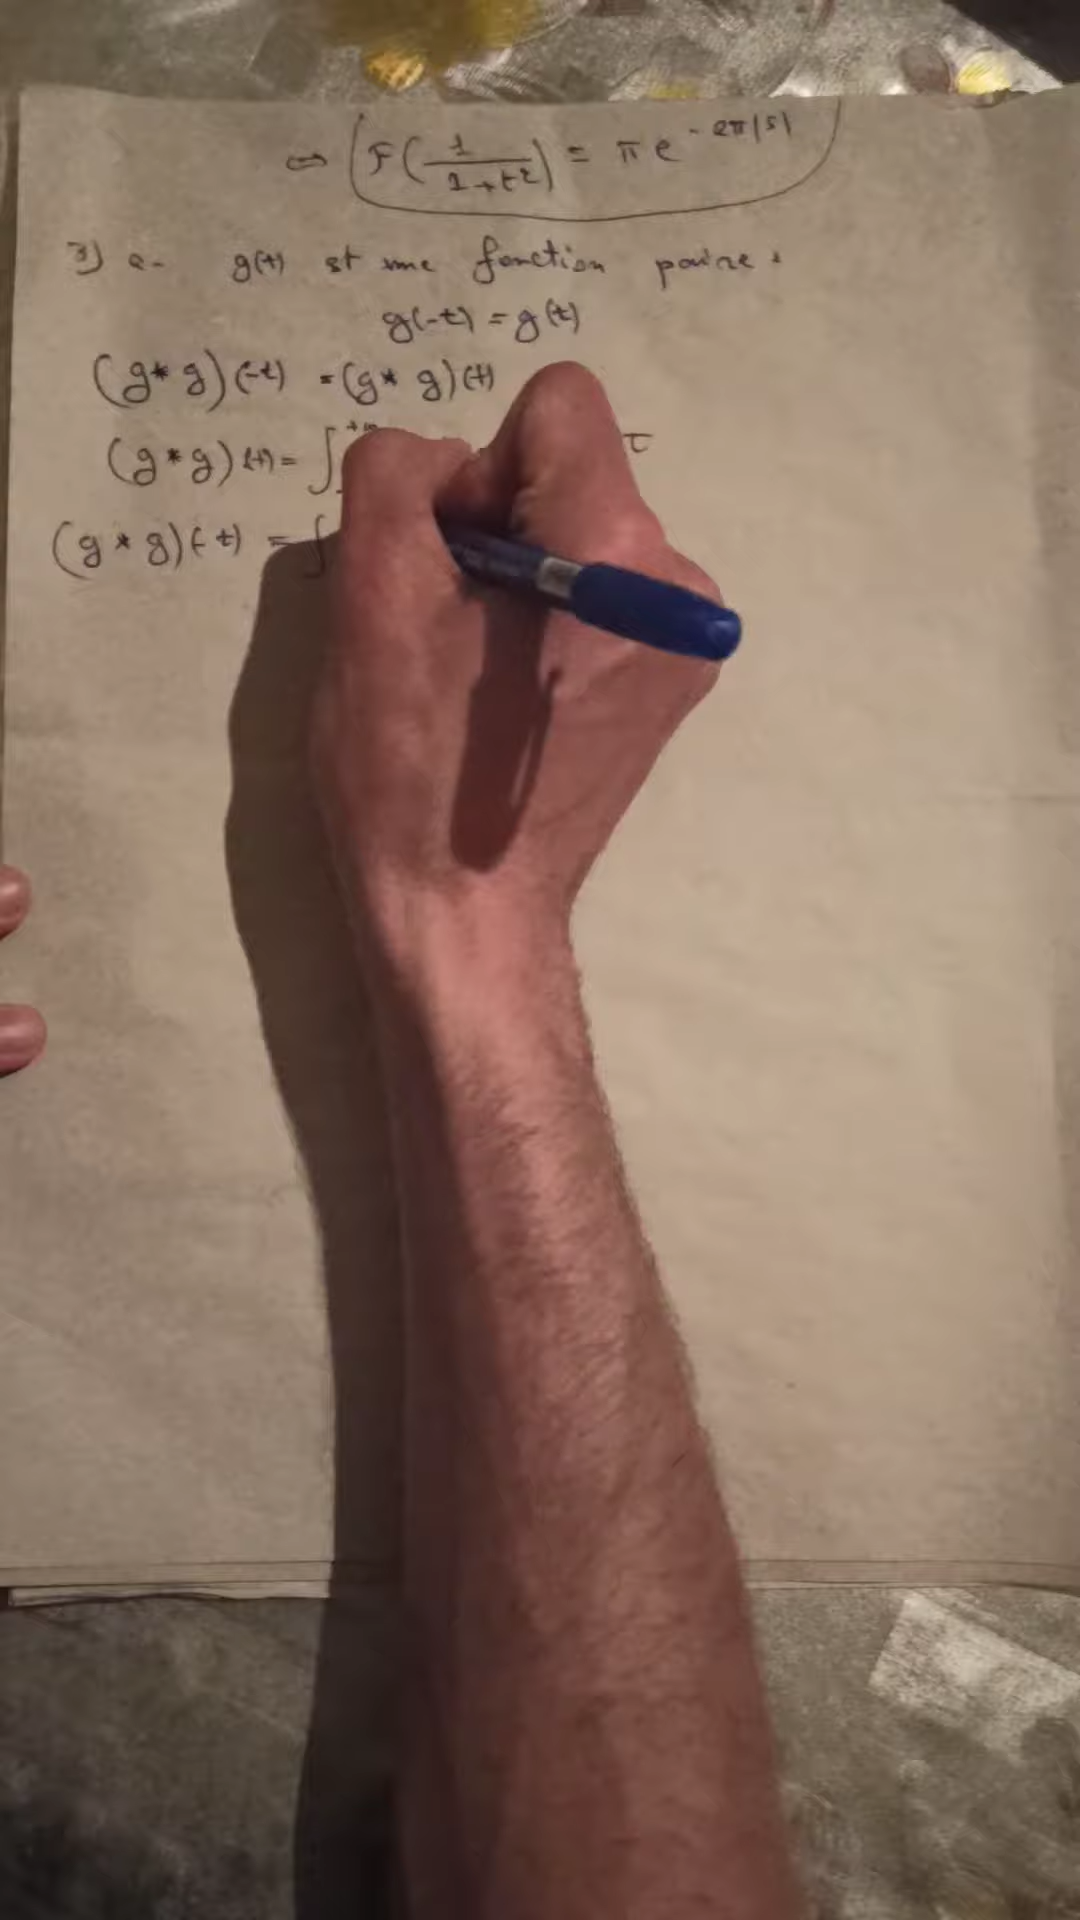 ⇔ F(1/(1+t²)) = π e^(-2π|s|)
3) a- g(t) st une fonction paire :
g(-t) = g(t)
(g * g)(-t) = (g * g)(t)
(g * g)(t) = ∫ +∞ τ
(g * g)(-t) = ∫